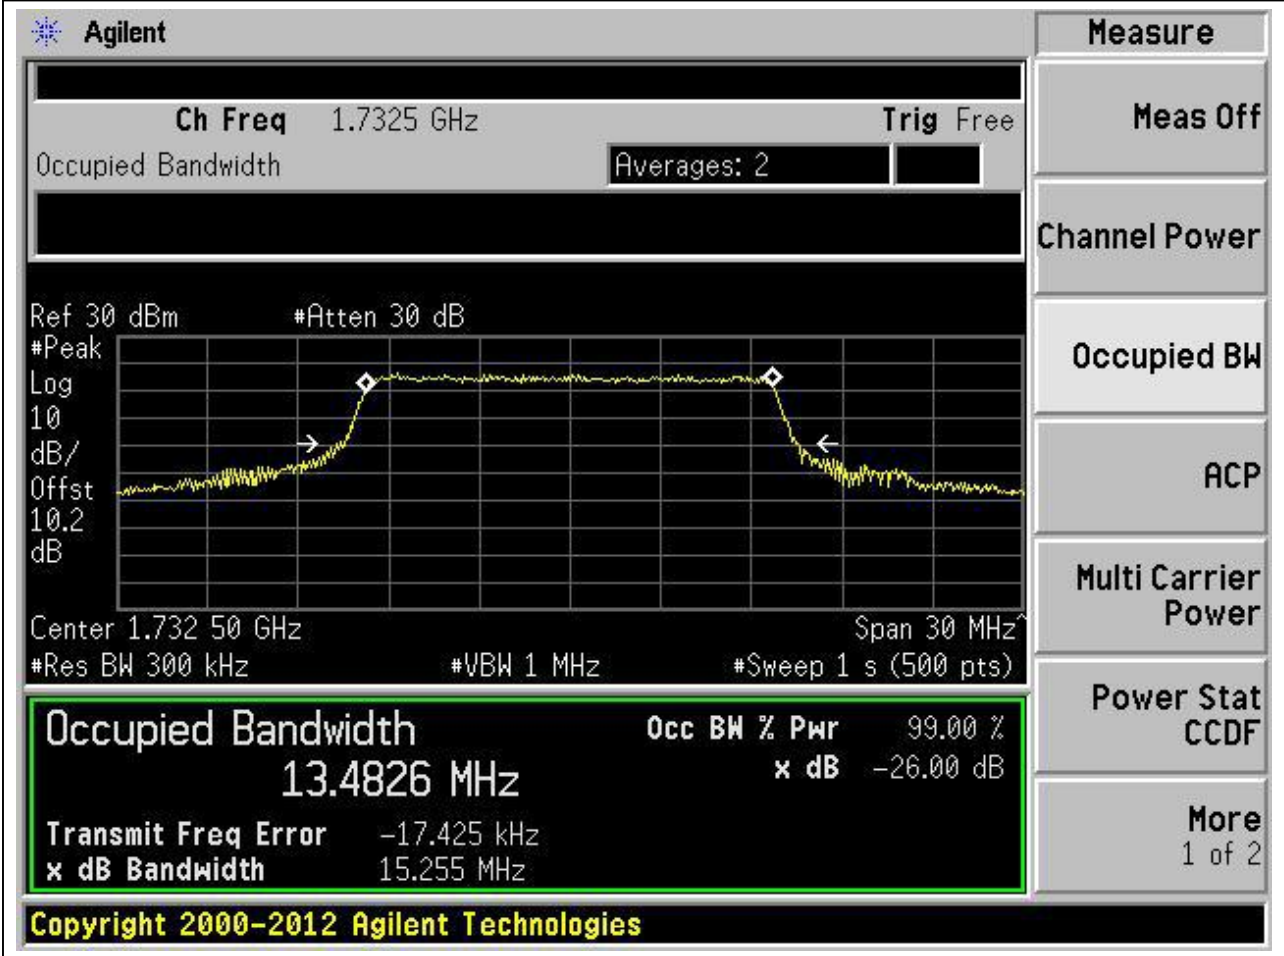 Agilent
Measure
Ch Freq 1.7325 GHz Trig Free
Occupied Bandwidth Averages: 2
Ref 30 dBm #Atten 30 dB
#Peak
Log
10
dB/
Offst
10.2
dB
Center 1.732 50 GHz Span 30 MHz^
#Res BW 300 kHz #VBW 1 MHz #Sweep 1 s (500 pts)
Occupied Bandwidth Occ BW % Pwr 99.00 %
13.4826 MHz x dB -26.00 dB
Transmit Freq Error -17.425 kHz
x dB Bandwidth 15.255 MHz
Meas Off
Channel Power
Occupied BW
ACP
Multi Carrier
Power
Power Stat
CCDF
More
1 of 2
Copyright 2000-2012 Agilent Technologies